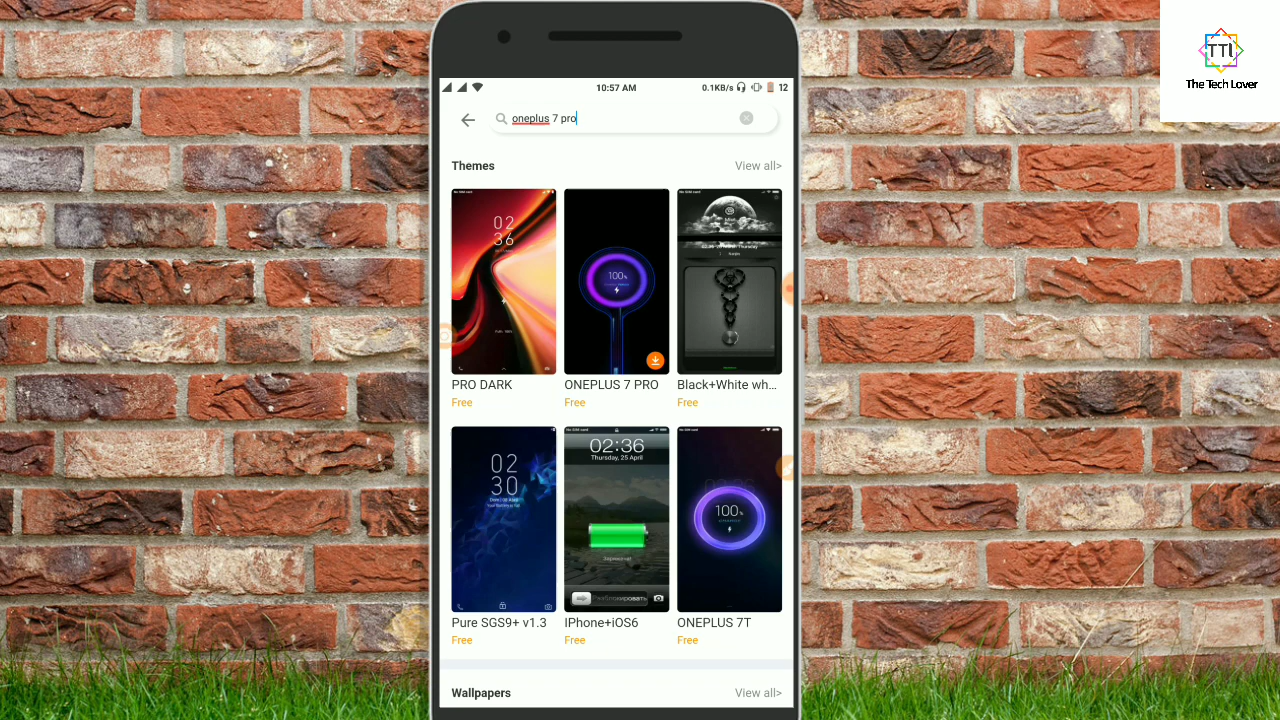 TTL
The Tech Lover
10:57 AM
0.1KB/s
12
oneplus 7 pro
Themes
View all>
02
36
100%
PRO DARK
Free
ONEPLUS 7 PRO
Free
Black+White wh...
Free
02
30
02:36
Thursday, 25 April
100%
Pure SGS9+ v1.3
Free
IPhone+iOS6
Free
ONEPLUS 7T
Free
Wallpapers
View all>